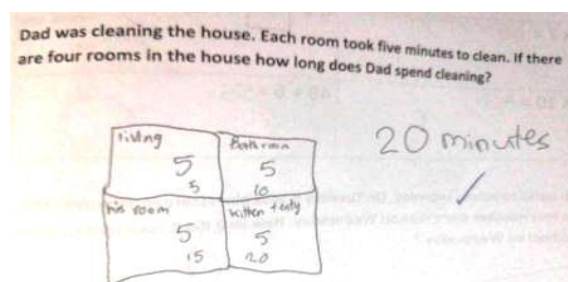 Dad was cleaning the house. Each room took five minutes to clean. If there
are four rooms in the house how long does Dad spend cleaning?
20 minutes
living
Bathroom
5
5
5
10
his room
kitten
5
5
15
20